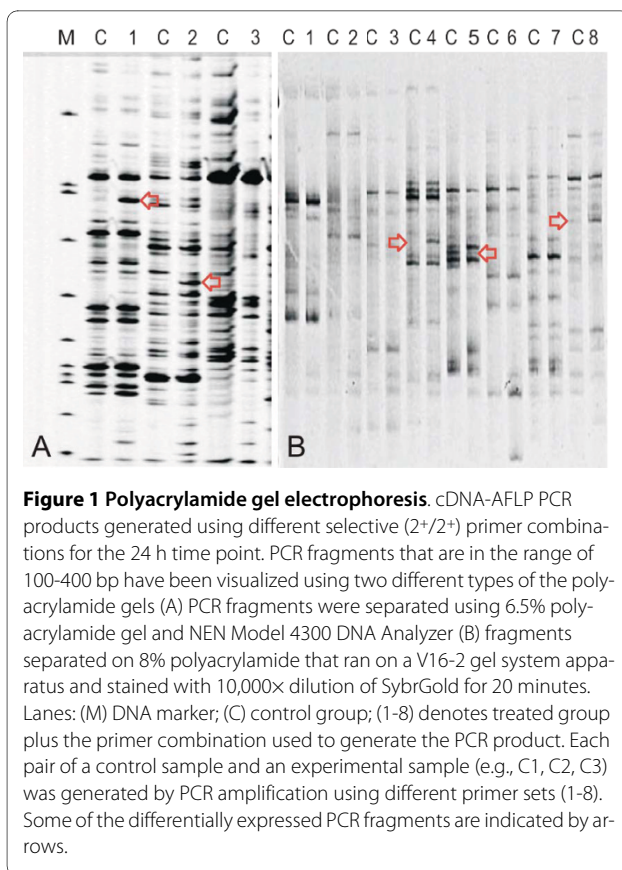 M C 1 C 2 C 3
C 1 C 2 C 3 C 4 C 5 C 6 C 7 C 8
A
B
Figure 1 Polyacrylamide gel electrophoresis. cDNA-AFLP PCR
products generated using different selective (2+/2+) primer combina-
tions for the 24 h time point. PCR fragments that are in the range of
100-400 bp have been visualized using two different types of the poly-
acrylamide gels (A) PCR fragments were separated using 6.5% poly-
acrylamide gel and NEN Model 4300 DNA Analyzer (B) fragments
separated on 8% polyacrylamide that ran on a V16-2 gel system appa-
ratus and stained with 10,000× dilution of SybrGold for 20 minutes.
Lanes: (M) DNA marker; (C) control group; (1-8) denotes treated group
plus the primer combination used to generate the PCR product. Each
pair of a control sample and an experimental sample (e.g., C1, C2, C3)
was generated by PCR amplification using different primer sets (1-8).
Some of the differentially expressed PCR fragments are indicated by ar-
rows.